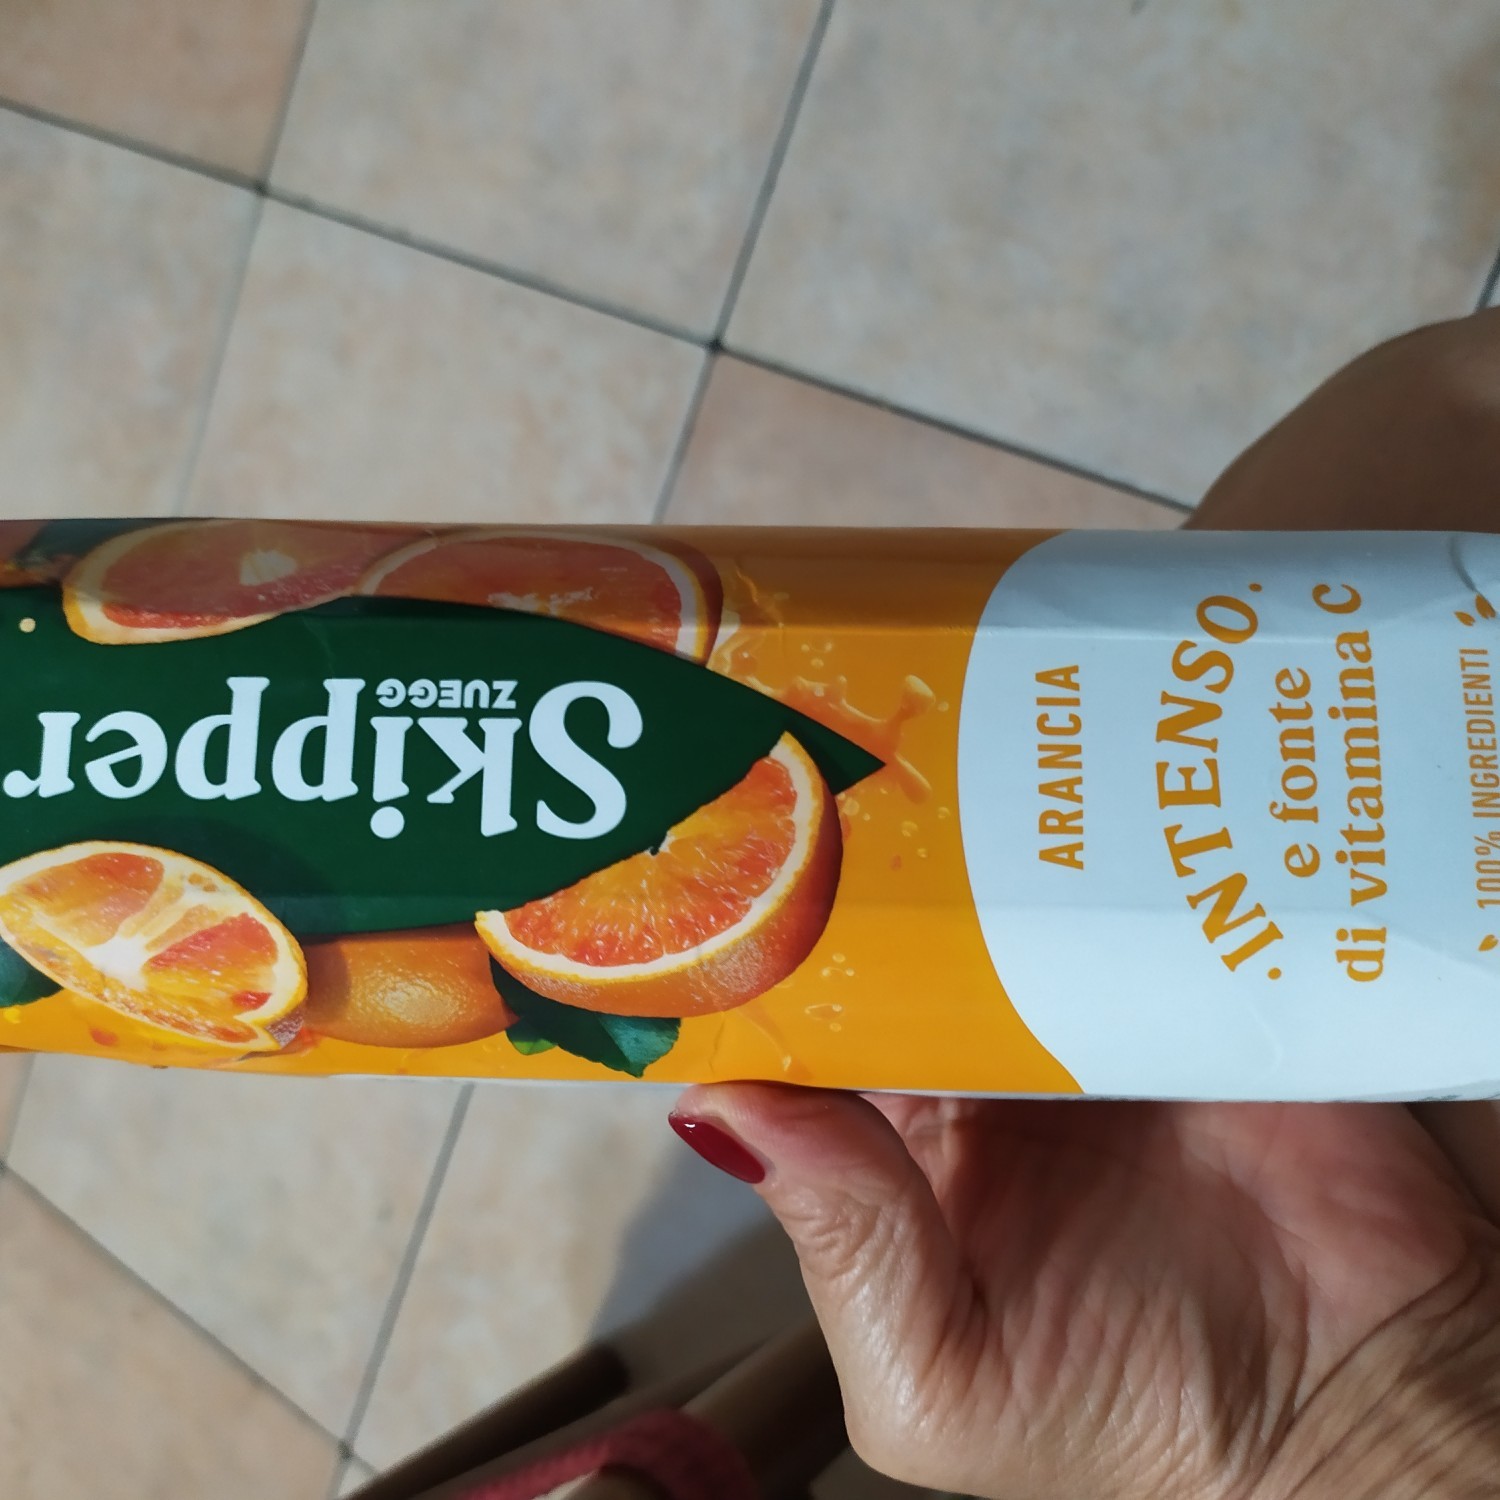 Skipper
ZUEGG
ARANCIA
INTENSO.
e fonte
di vitamina C
100% INGREDIENTI